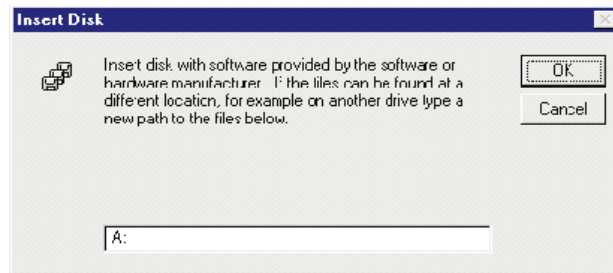 Insert Disk
Insert disk with software provided by the software or
hardware manufacturer. If the files can be found at a
different location, for example on another drive type a
new path to the files below.
OK
Cancel
A: